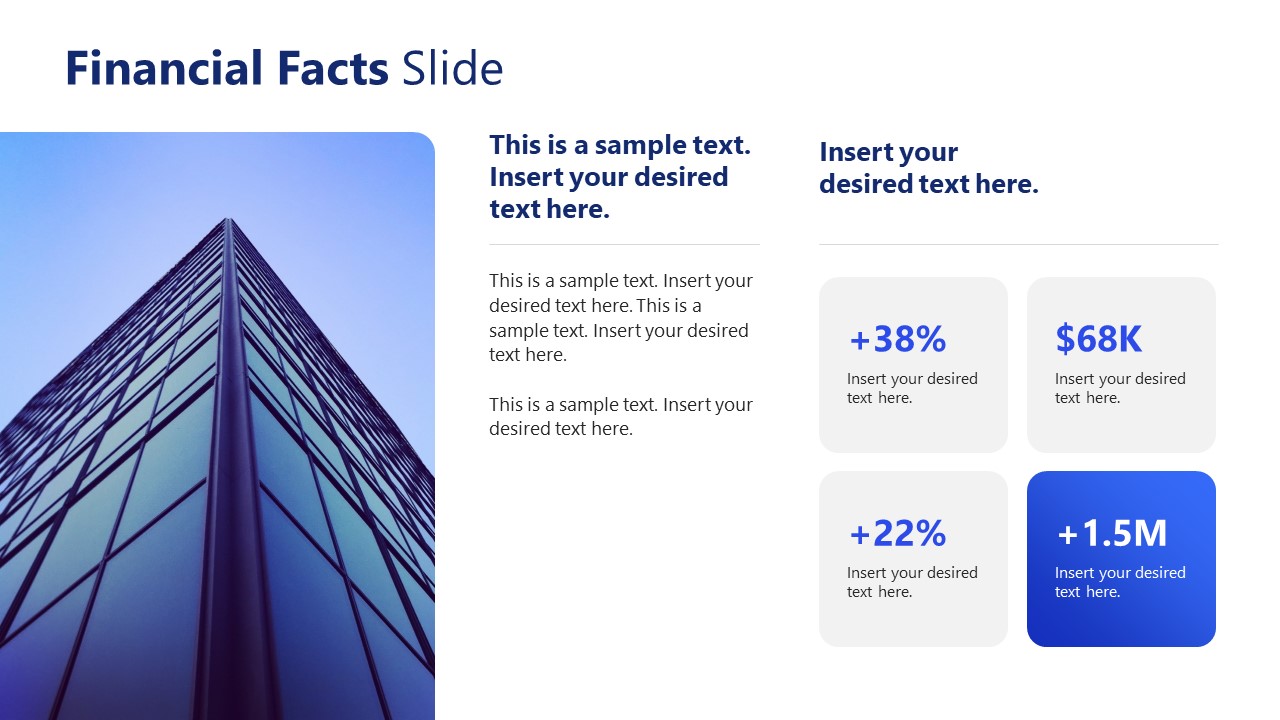 Financial Facts Slide
This is a sample text.
Insert your desired
text here.
This is a sample text. Insert your
desired text here. This is a
sample text. Insert your desired
text here.
This is a sample text. Insert your
desired text here.
Insert your
desired text here.
+38%
Insert your desired
text here.
$68K
Insert your desired
text here.
+22%
Insert your desired
text here.
+1.5M
Insert your desired
text here.